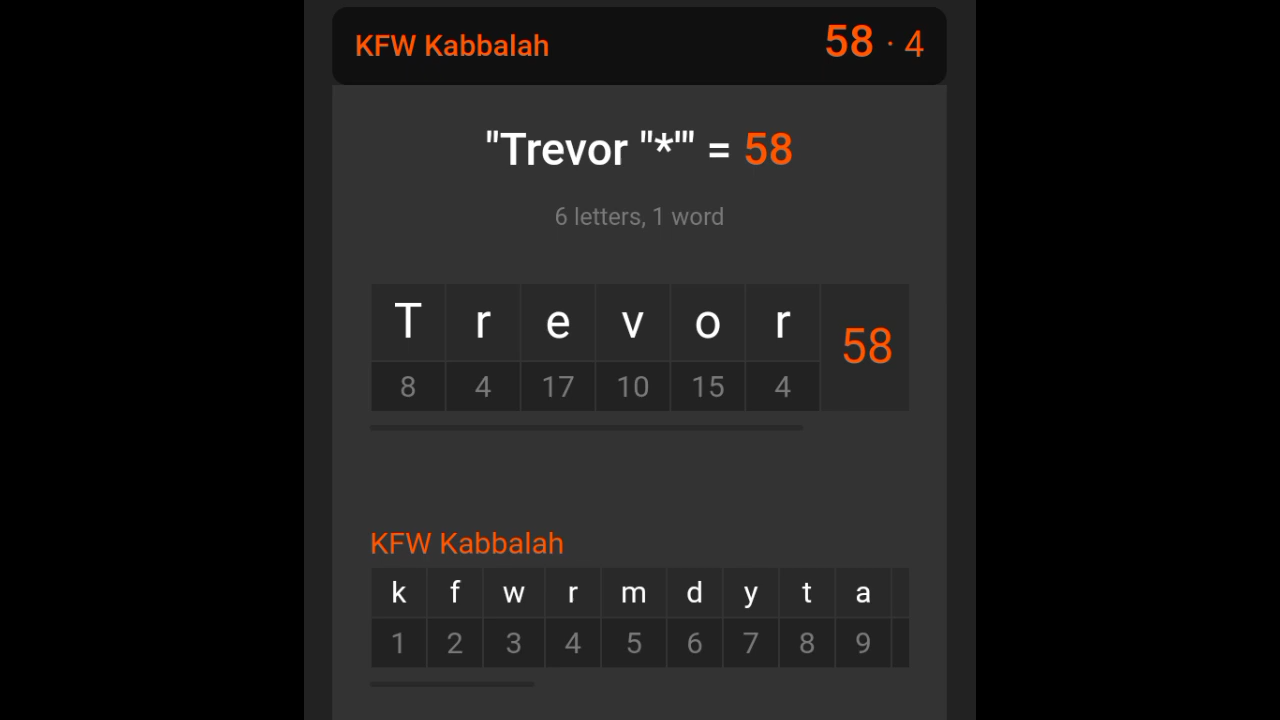 KFW Kabbalah 58 · 4
"Trevor "*"" = 58
6 letters, 1 word
T r e v o r 58
8 4 17 10 15 4
KFW Kabbalah
k f w r m d y t a
1 2 3 4 5 6 7 8 9